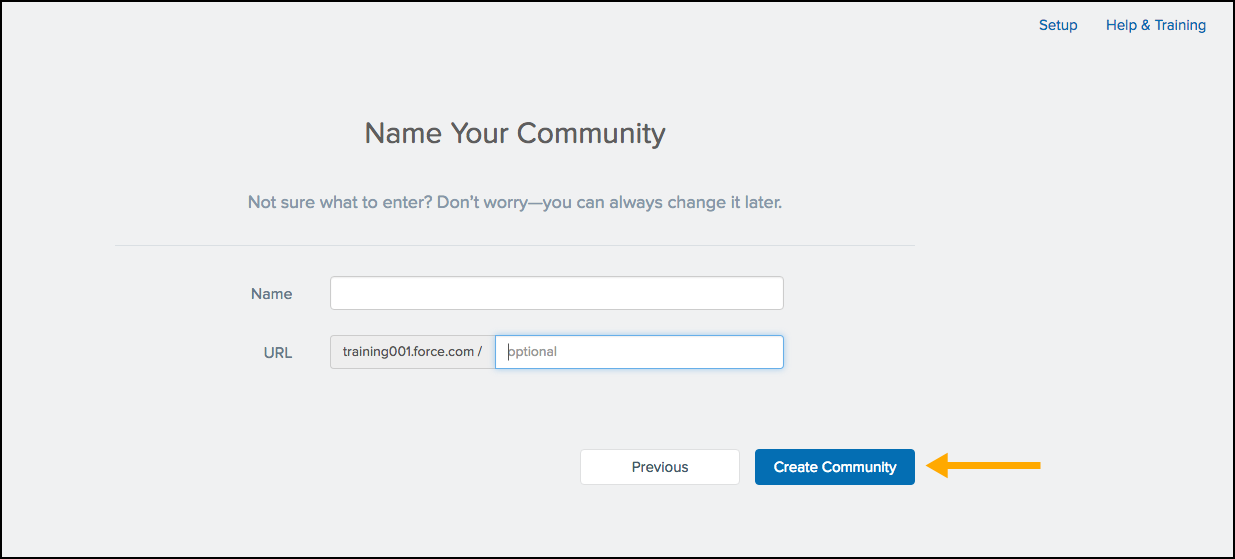 Setup Help & Training
Name Your Community
Not sure what to enter? Don't worry—you can always change it later.
Name
URL training001.force.com / optional
Previous Create Community